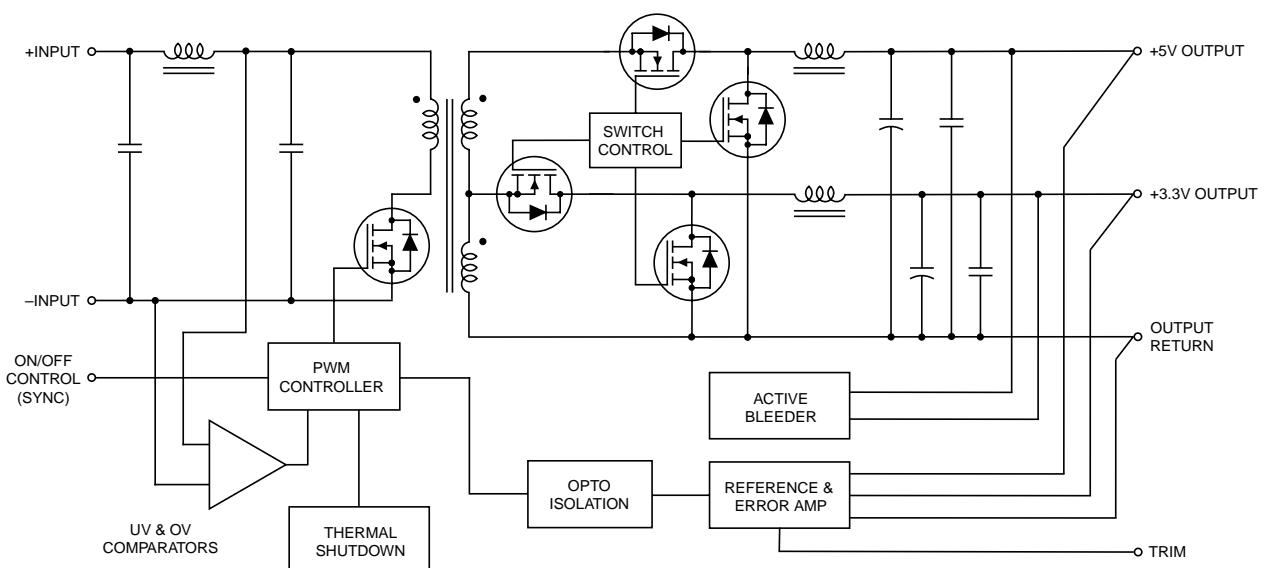 +INPUT
+5V OUTPUT
SWITCH
CONTROL
+3.3V OUTPUT
–INPUT
OUTPUT
RETURN
ON/OFF
CONTROL
(SYNC)
PWM
CONTROLLER
ACTIVE
BLEEDER
OPTO
ISOLATION
REFERENCE &
ERROR AMP
UV & OV
COMPARATORS
THERMAL
SHUTDOWN
TRIM